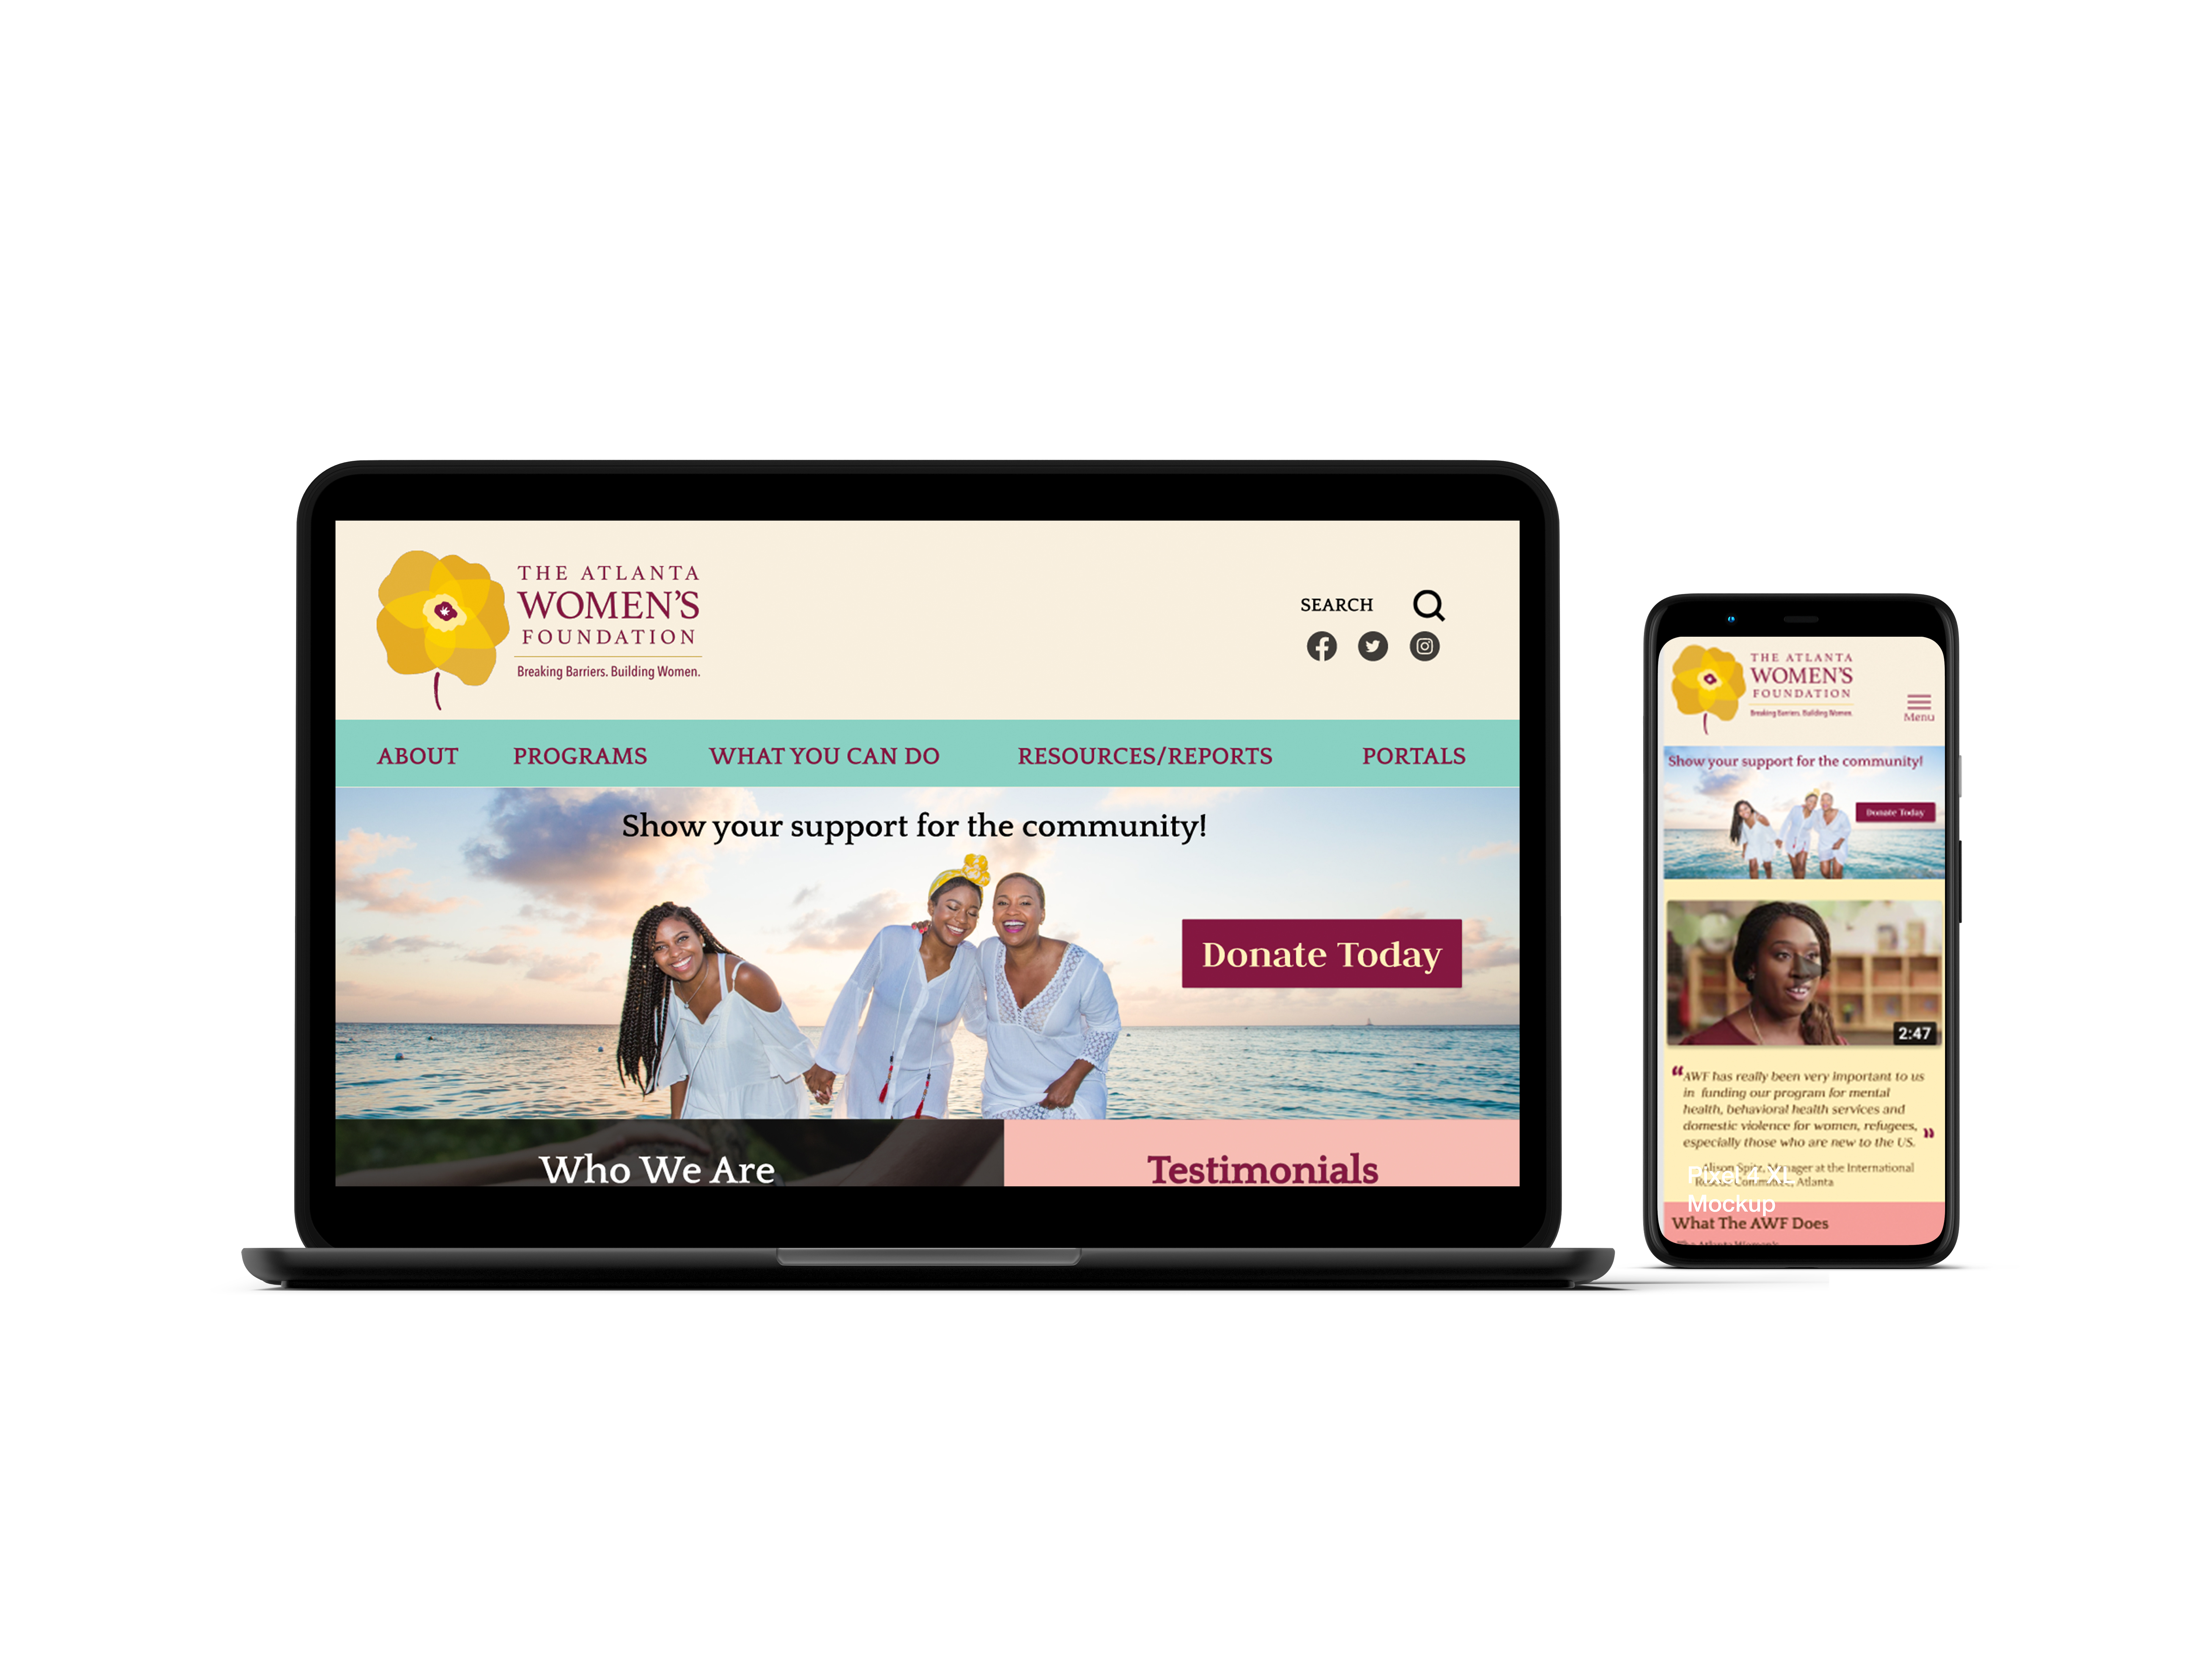 THE ATLANTA
WOMEN'S
FOUNDATION
Breaking Barriers. Building Women.
SEARCH
ABOUT PROGRAMS WHAT YOU CAN DO RESOURCES/REPORTS PORTALS
Show your support for the community!
Donate Today
Who We Are
Testimonials
THE ATLANTA
WOMEN'S
FOUNDATION
Breaking Barriers. Building Women.
Menu
Show your support for the community!
Donate Today
2:47
“AWF has really been very important to us
in funding our program for mental
health, behavioral health services and
domestic violence for women, refugees,
especially those who are new to the US.”
Alison Spitz, Manager at the International
Rescue Committee, Atlanta
Pixel 4 XL
Mockup
What The AWF Does
The Atlanta Women's